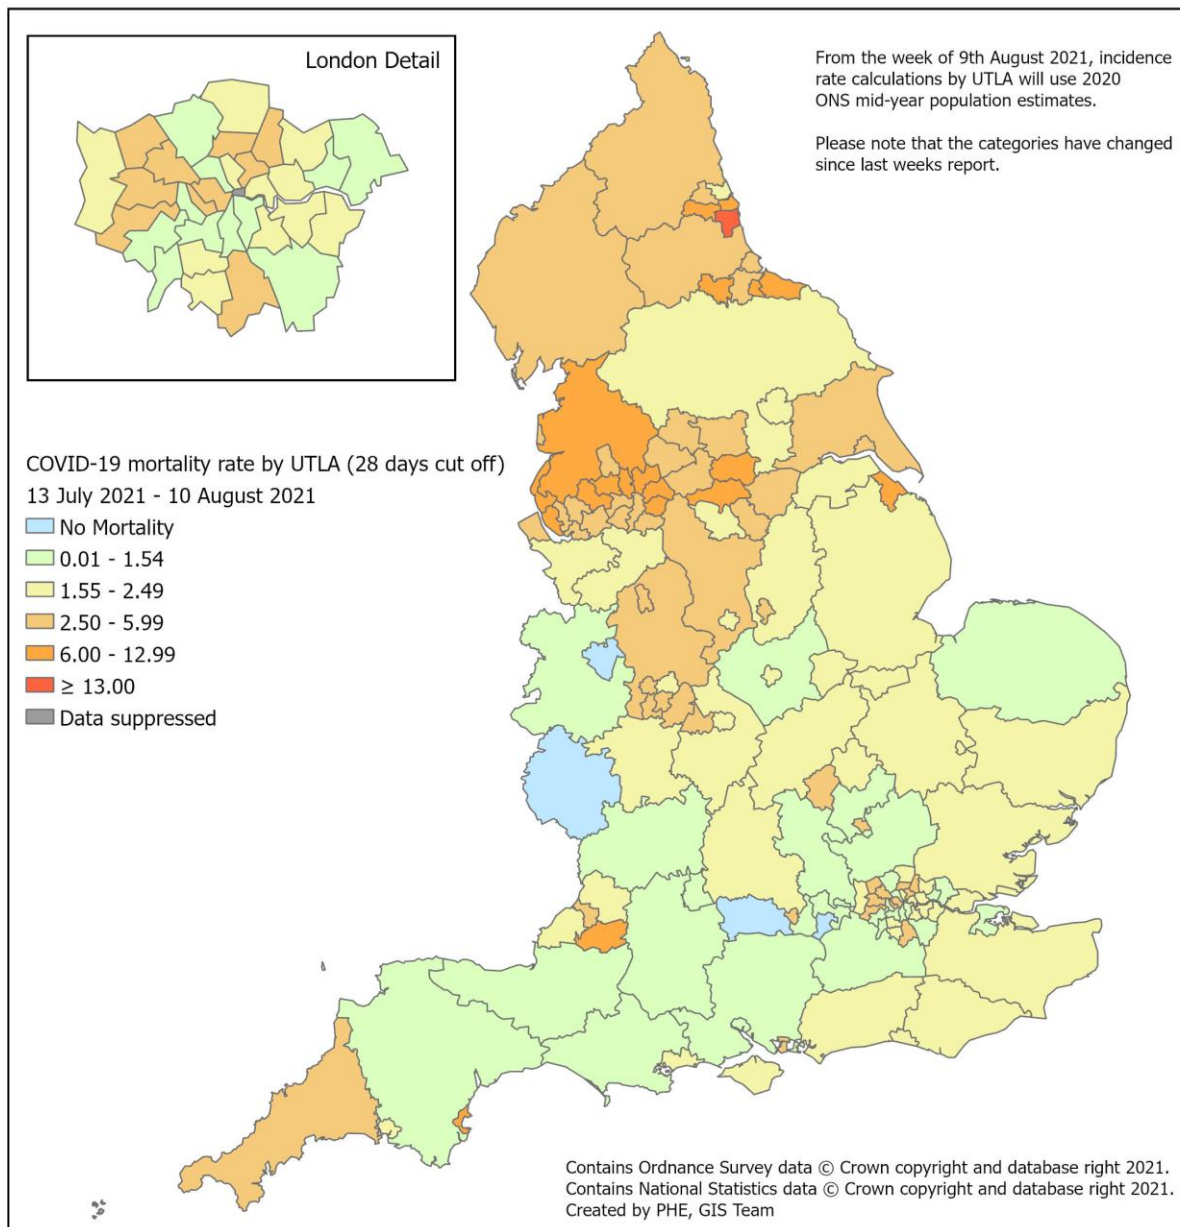 London Detail
From the week of 9th August 2021, incidence
rate calculations by UTLA will use 2020
ONS mid-year population estimates.
Please note that the categories have changed
since last weeks report.
COVID-19 mortality rate by UTLA (28 days cut off)
13 July 2021 - 10 August 2021
No Mortality
0.01 - 1.54
1.55 - 2.49
2.50 - 5.99
6.00 - 12.99
≥ 13.00
Data suppressed
Contains Ordnance Survey data © Crown copyright and database right 2021.
Contains National Statistics data © Crown copyright and database right 2021.
Created by PHE, GIS Team